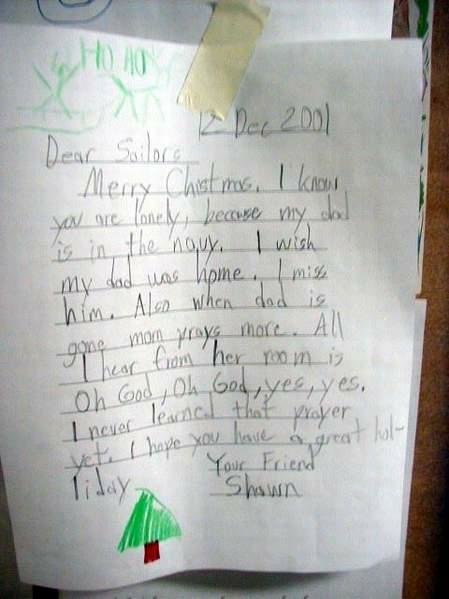 HO HO
12 Dec 2001
Dear Sailors
Merry Chistmas. I know
you are lonely, because my dad
is in the navy. I wish
my dad was home. I miss
him. Also when dad is
gone mom prays more. All
I hear from her room is
Oh God, Oh God, yes, yes.
I never learned that prayer
yet. I hope you have a great hol-
liday
Your Friend
Shawn